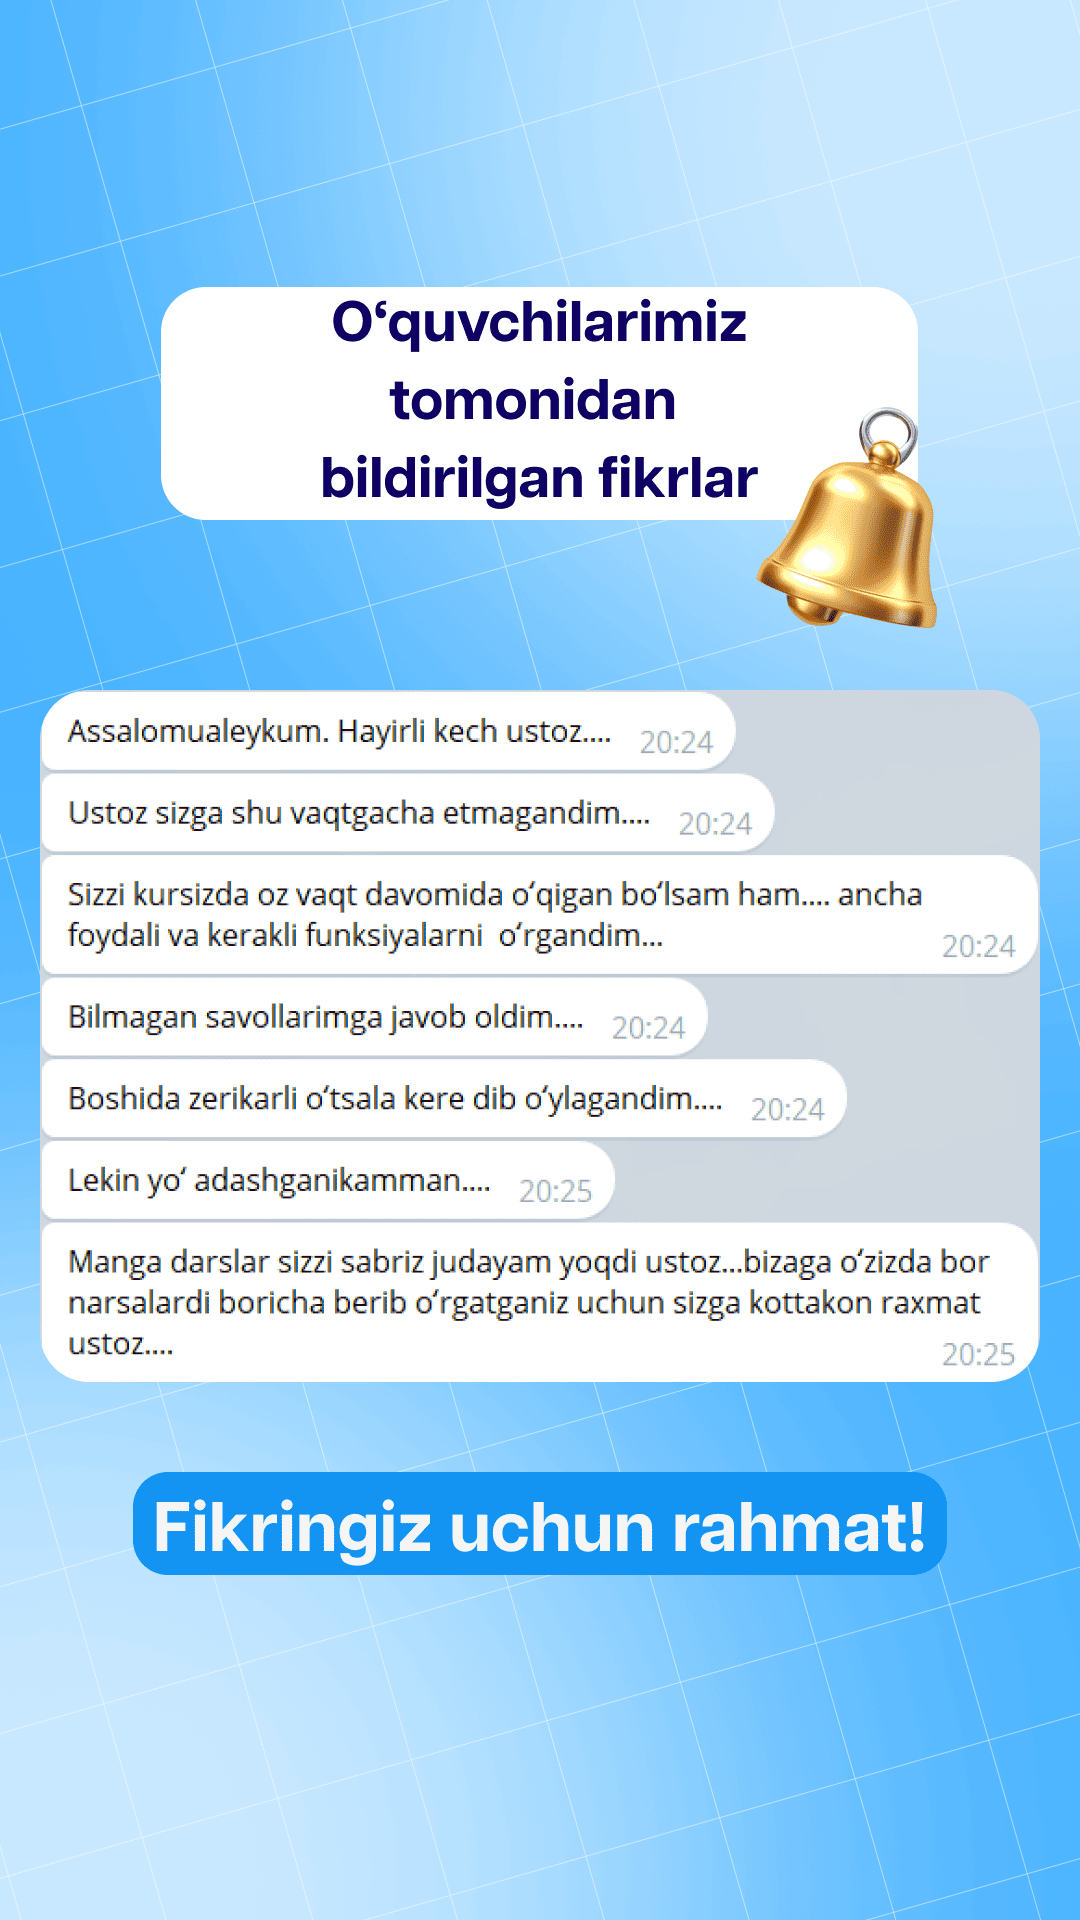 O‘quvchilarimiz
tomonidan
bildirilgan fikrlar
Assalomualeykum. Hayirli kech ustoz.... 20:24
Ustoz sizga shu vaqtgacha etmagandim.... 20:24
Sizzi kursizda oz vaqt davomida o‘qigan bo‘lsam ham.... ancha
foydali va kerakli funksiyalarni  o‘rgandim... 20:24
Bilmagan savollarimga javob oldim.... 20:24
Boshida zerikarli o‘tsala kere dib o‘ylagandim.... 20:24
Lekin yo‘ adashganikamman.... 20:25
Manga darslar sizzi sabriz judayam yoqdi ustoz...bizaga o‘zizda bor
narsalardi boricha berib o‘rgatganiz uchun sizga kottakon raxmat
ustoz.... 20:25
Fikringiz uchun rahmat!